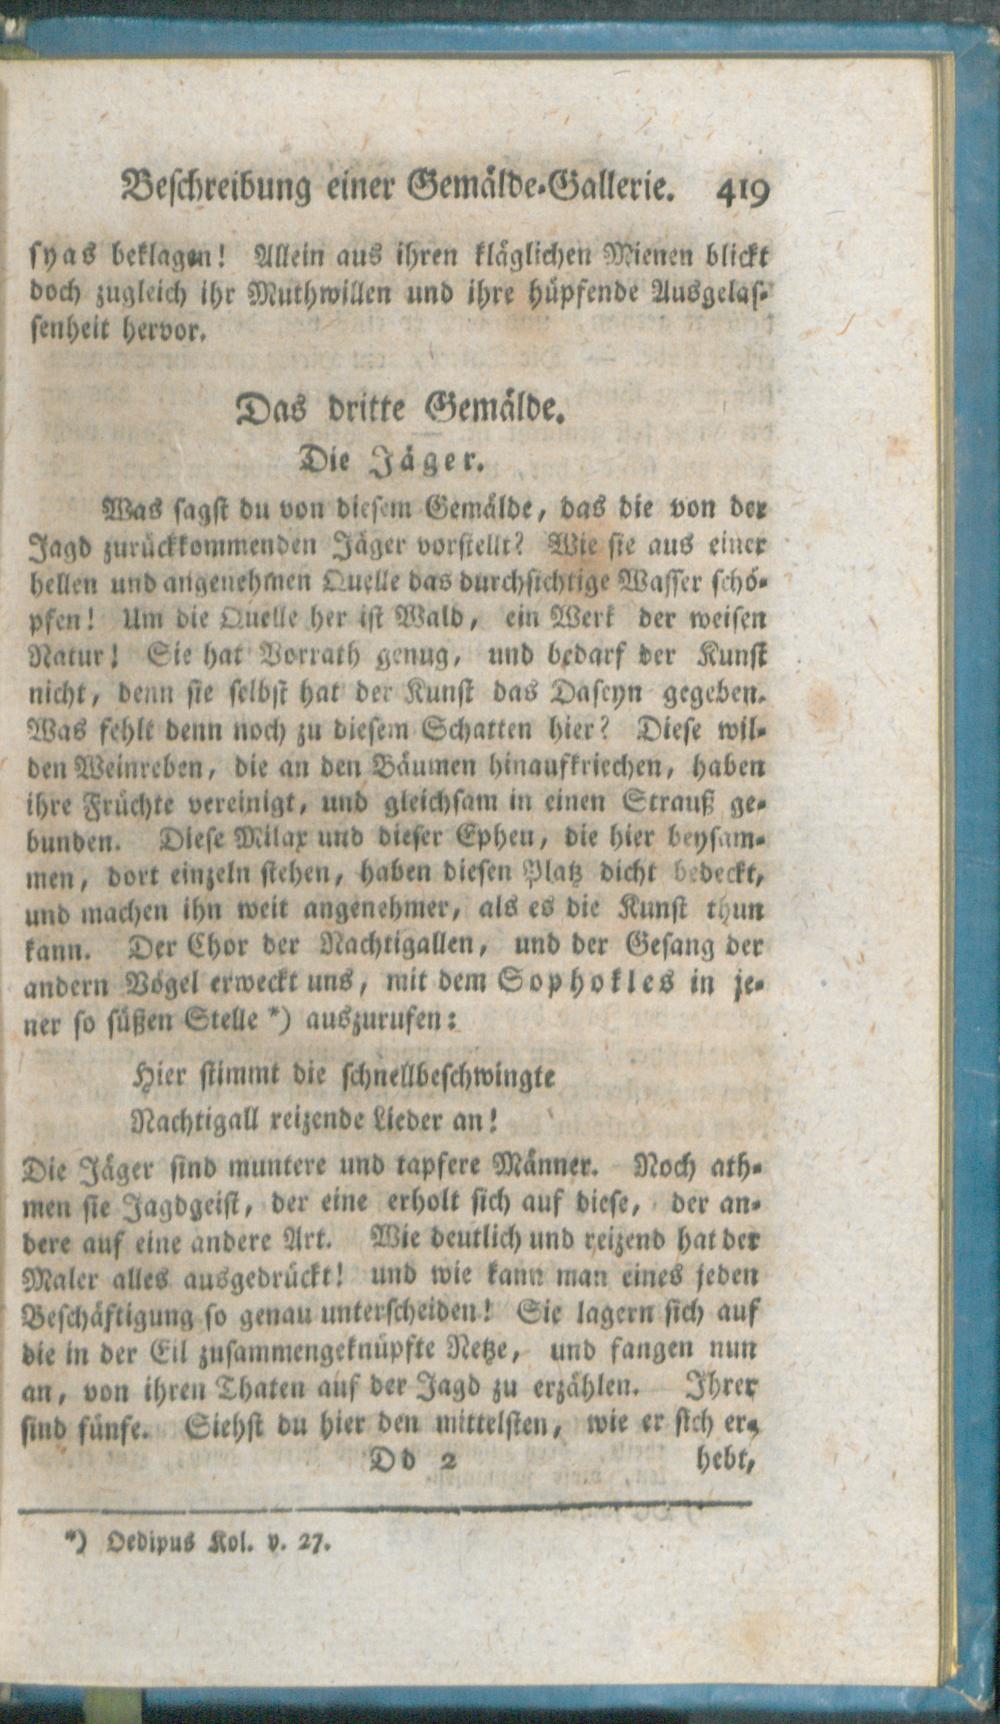 Beschreibung einer Gemälde-Gallerie. 419
syas beklagen! Allein aus ihren kläglichen Mienen blickt
doch zugleich ihr Muthwillen und ihre hüpfende Ausgelas-
senheit hervor.
Das dritte Gemälde.
Die Jäger.
Was sagst du von diesem Gemälde, das die von der
Jagd zurückkommenden Jäger vorstellt? Wie sie aus einer
hellen und angenehmen Quelle das durchsichtige Wasser schö-
pfen! Um die Quelle her ist Wald, ein Werk der weisen
Natur! Sie hat Vorrath genug, und bedarf der Kunst
nicht, denn sie selbst hat der Kunst das Daseyn gegeben.
Was fehlt denn noch zu diesem Schatten hier? Diese wil-
den Weinreben, die an den Bäumen hinaufkriechen, haben
ihre Früchte vereinigt, und gleichsam in einen Strauß ge-
bunden. Diese Milax und dieser Epheu, die hier beysam-
men, dort einzeln stehen, haben diesen Platz dicht bedeckt,
und machen ihn weit angenehmer, als es die Kunst thun
kann. Der Chor der Nachtigallen, und der Gesang der
andern Vögel erweckt uns, mit dem Sophokles in je-
ner so süßen Stelle *) auszurufen:
Hier stimmt die schnellbeschwingte
Nachtigall reizende Lieder an!
Die Jäger sind muntere und tapfere Männer. Noch ath-
men sie Jagdgeist, der eine erholt sich auf diese, der an-
dere auf eine andere Art. Wie deutlich und reizend hat der
Maler alles ausgedrückt! und wie kann man eines jeden
Beschäftigung so genau unterscheiden! Sie lagern sich auf
die in der Eil zusammengeknüpfte Netze, und fangen nun
an, von ihren Thaten auf der Jagd zu erzählen. Ihrer
sind fünfe. Siehst du hier den mittelsten, wie er sich er-
Dd 2 hebt,
*) Oedipus Kol. v. 27.